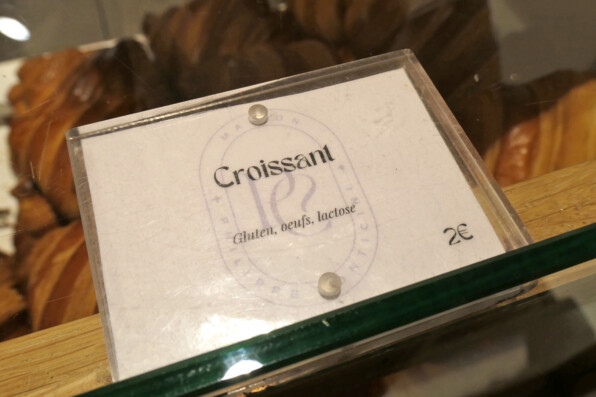 Croissant
Gluten, oeufs, lactose
2€